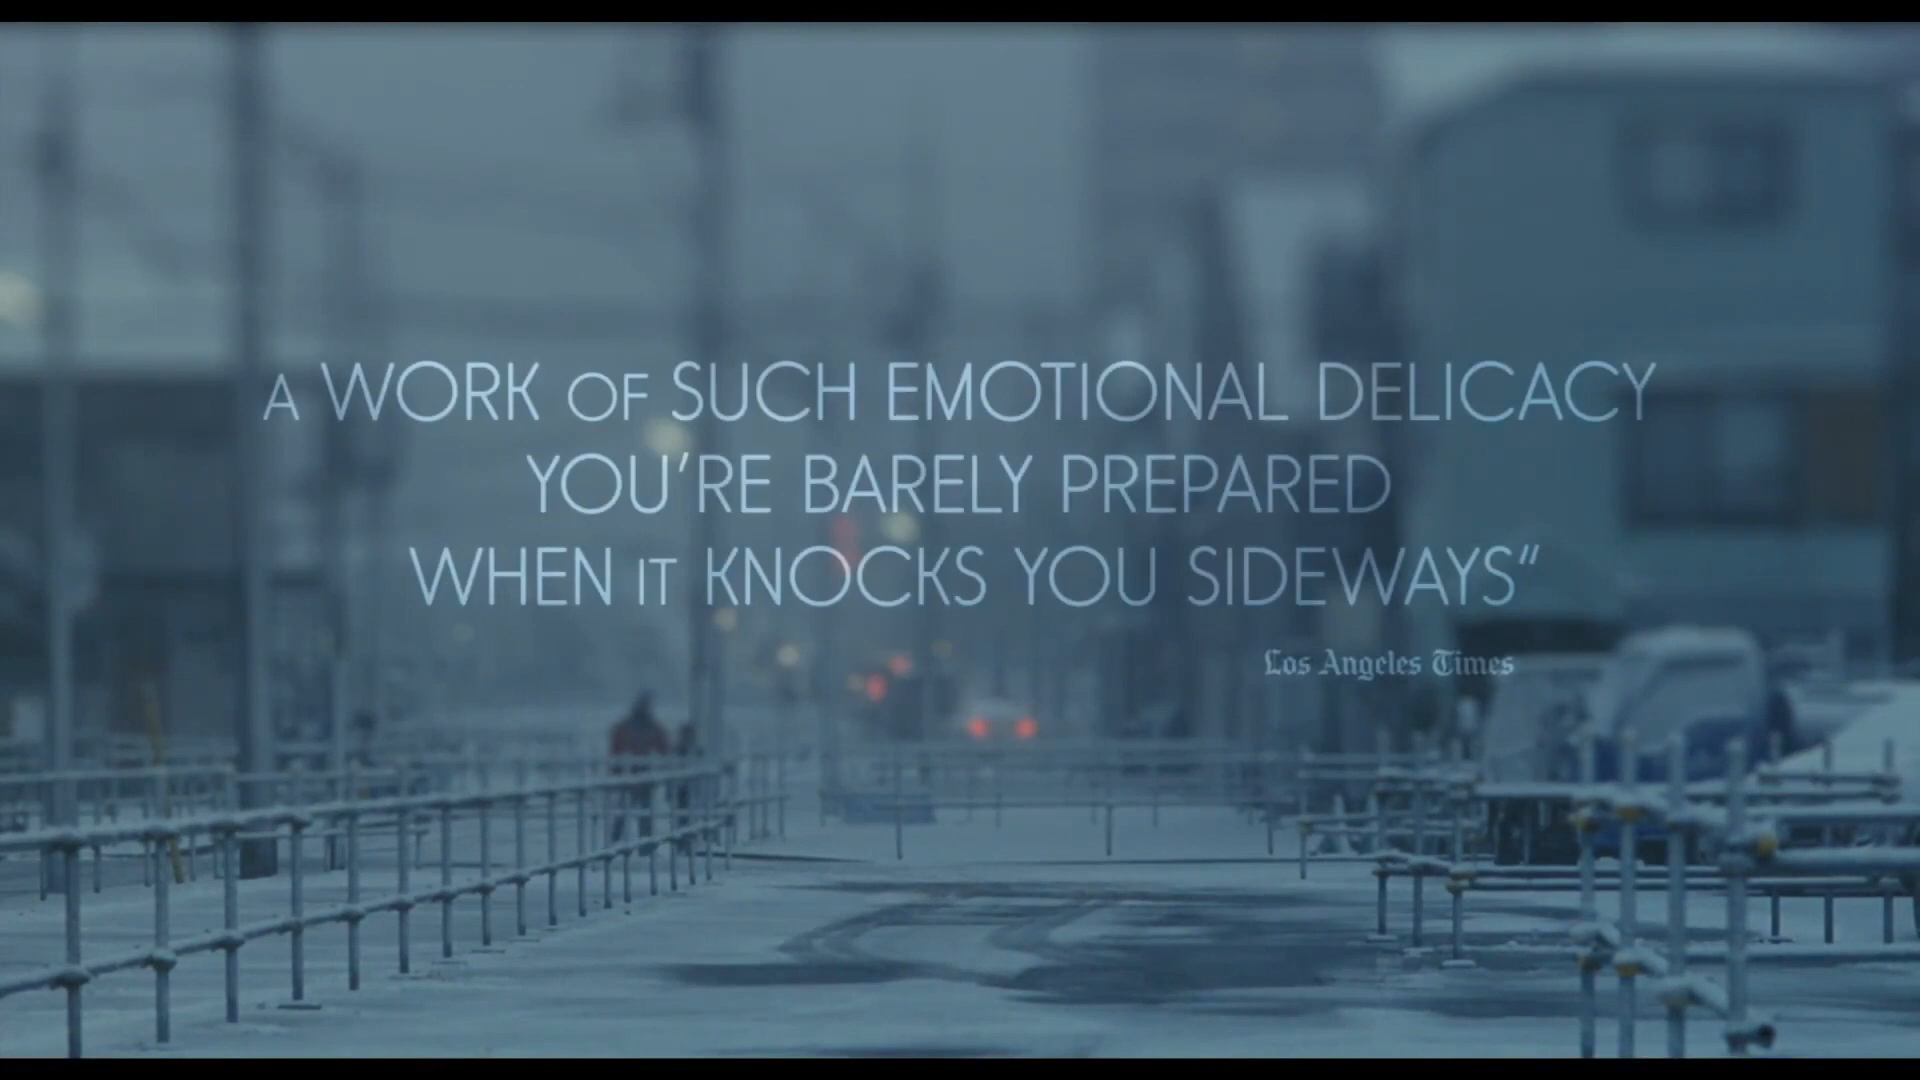 A WORK OF SUCH EMOTIONAL DELICACY
YOU'RE BARELY PREPARED
WHEN IT KNOCKS YOU SIDEWAYS“
Los Angeles Times